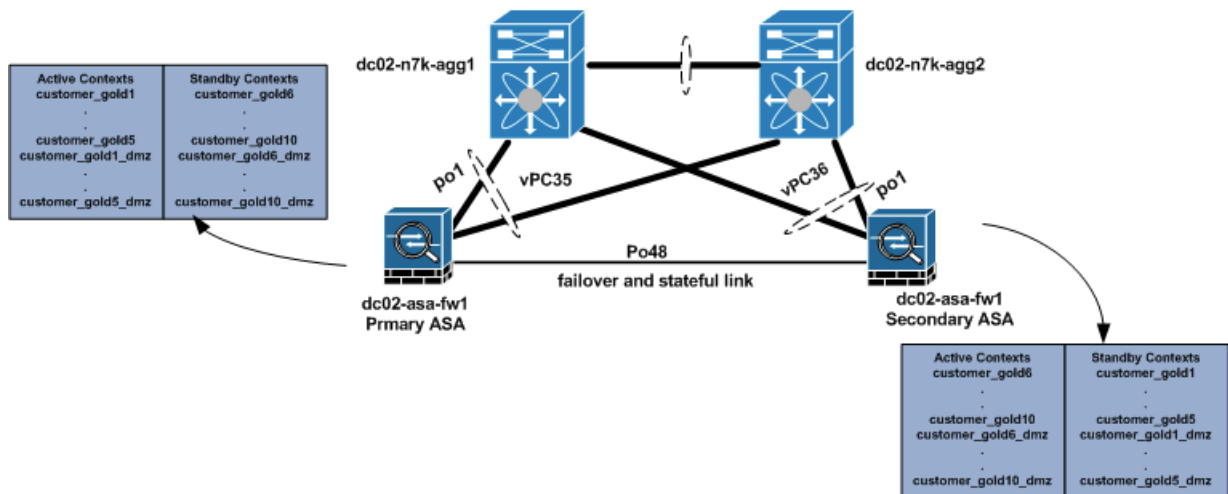 dc02-n7k-agg1
dc02-n7k-agg2
Active Contexts
customer_gold1
.
.
customer_gold5
customer_gold1_dmz
.
.
customer_gold5_dmz
Standby Contexts
customer_gold6
.
.
customer_gold10
customer_gold6_dmz
.
.
customer_gold10_dmz
po1
vPC35
vPC36
po1
Po48
failover and stateful link
dc02-asa-fw1
Prmary ASA
dc02-asa-fw1
Secondary ASA
Active Contexts
customer_gold6
.
.
customer_gold10
customer_gold6_dmz
.
.
customer_gold10_dmz
Standby Contexts
customer_gold1
.
.
customer_gold5
customer_gold1_dmz
.
.
customer_gold5_dmz